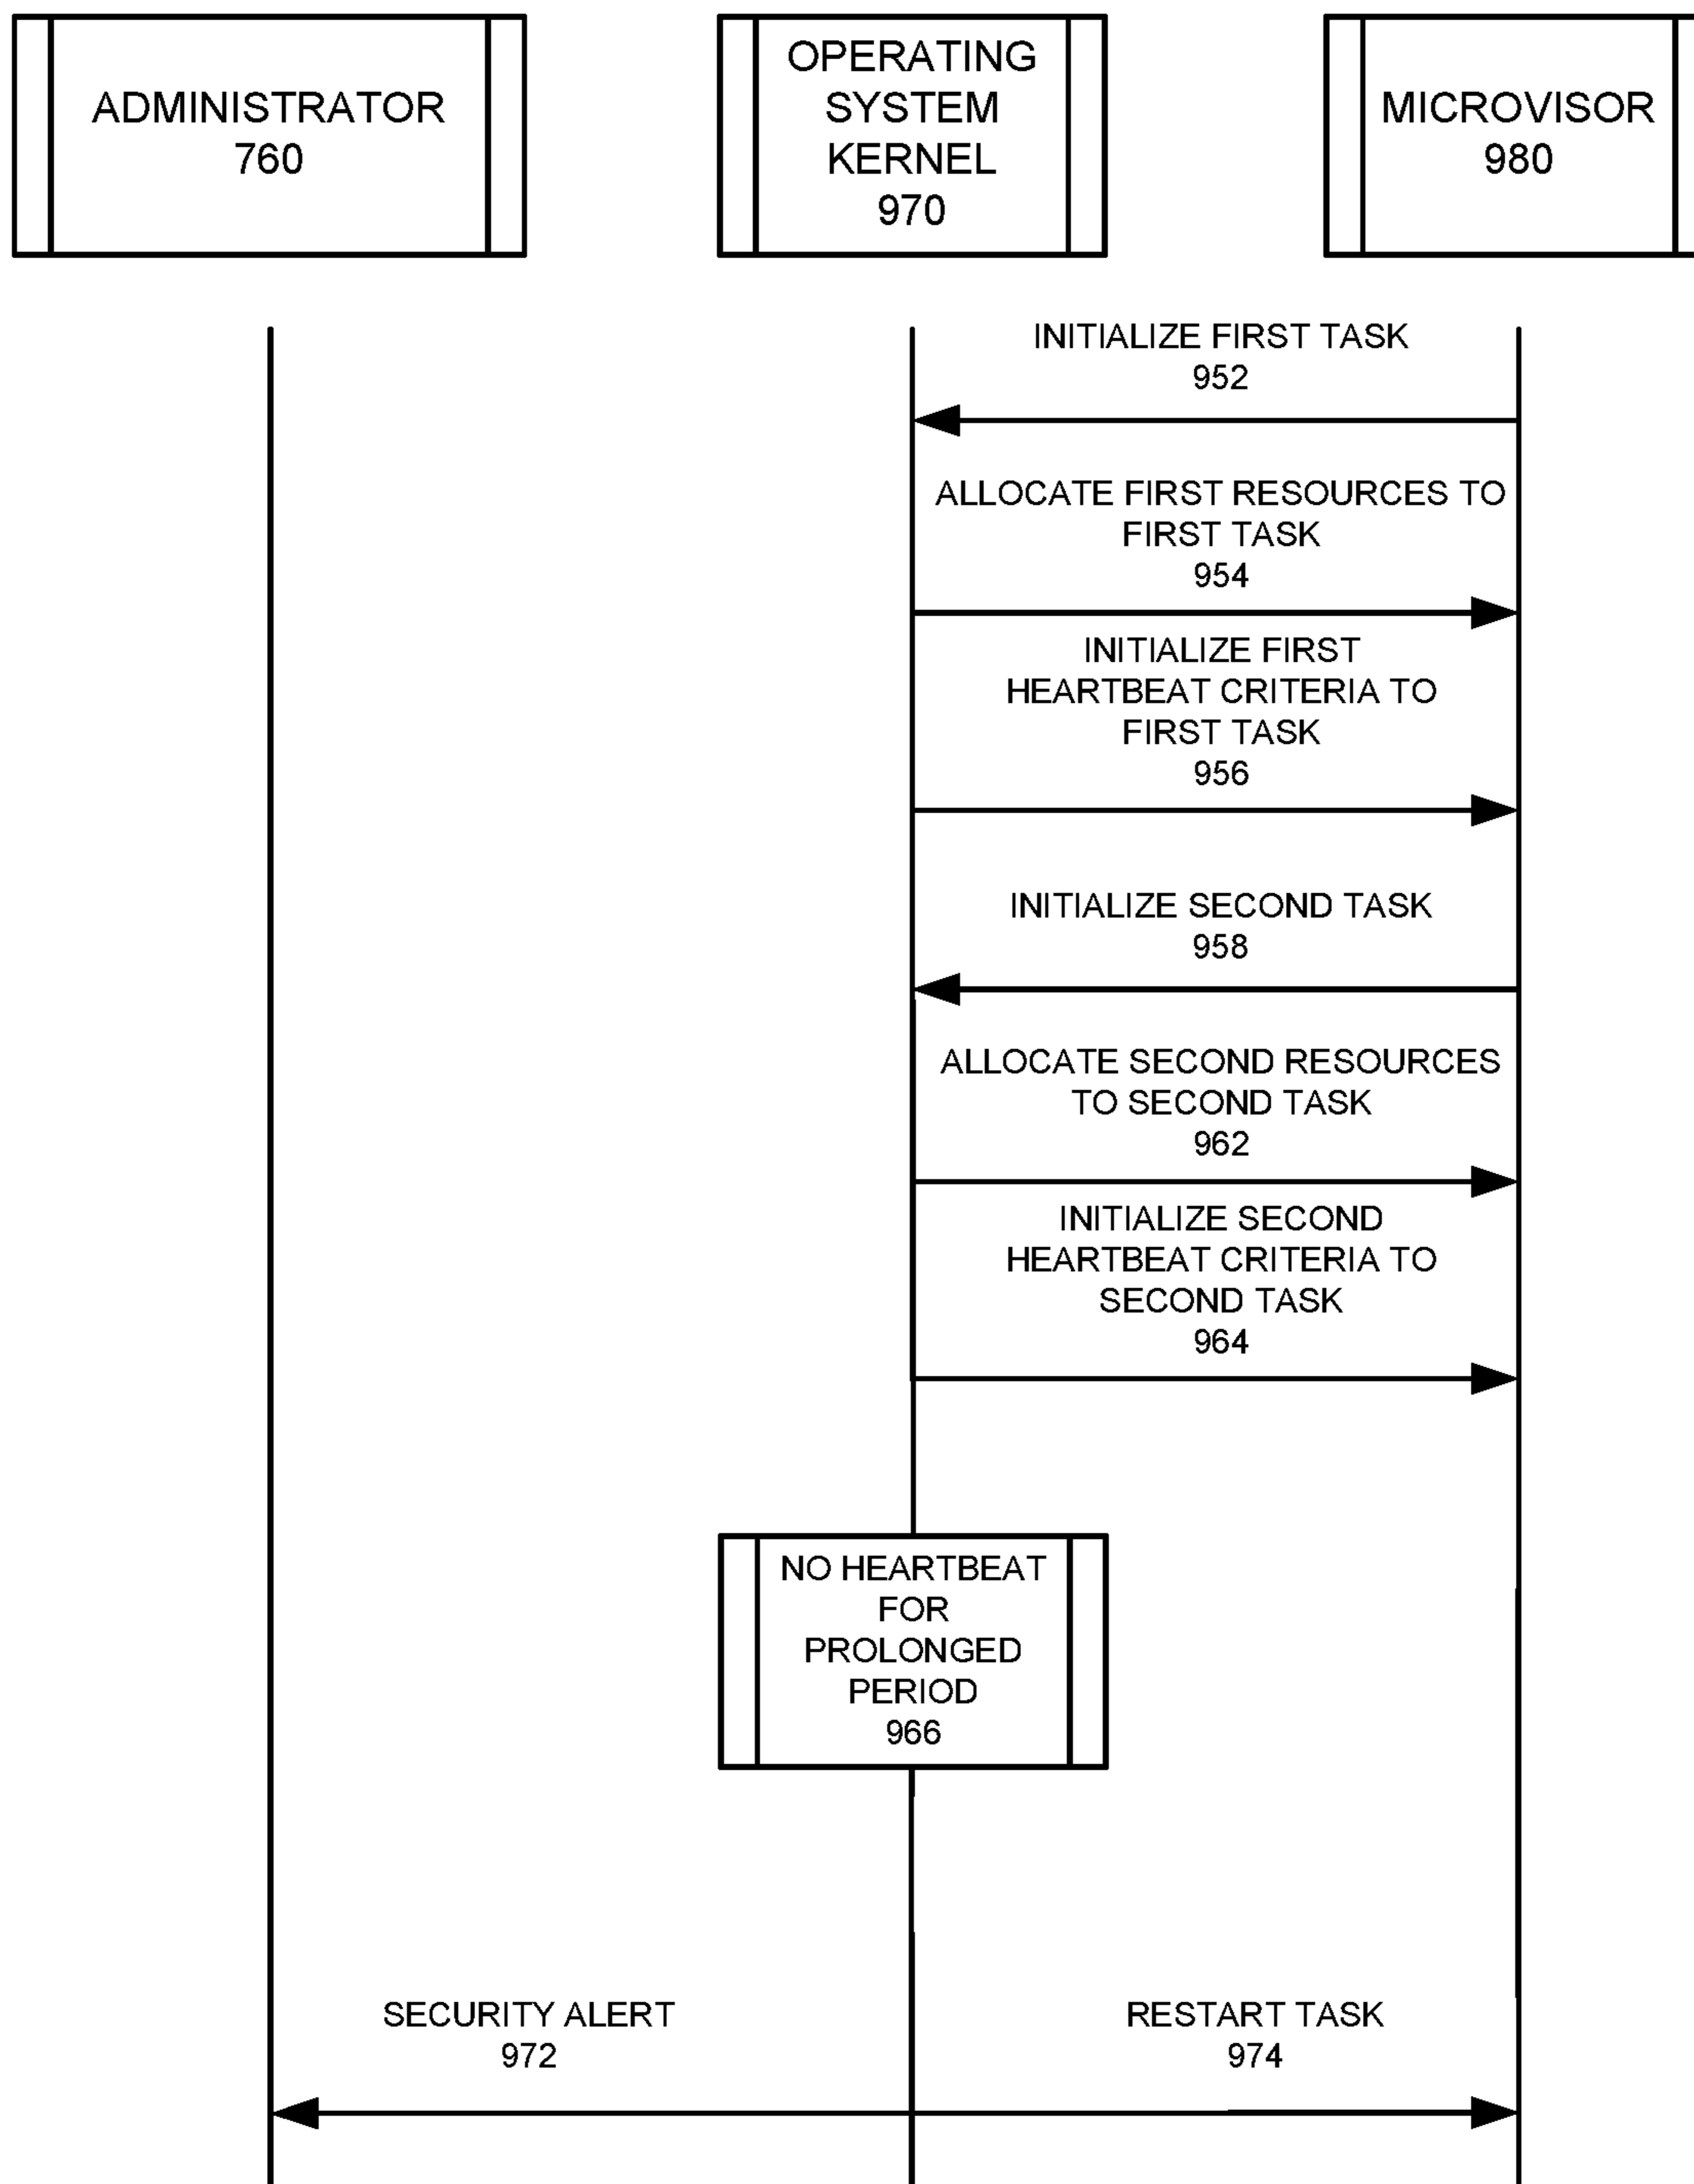 ADMINISTRATOR
760
OPERATING
SYSTEM
KERNEL
970
MICROVISOR
980
INITIALIZE FIRST TASK
952
ALLOCATE FIRST RESOURCES TO
FIRST TASK
954
INITIALIZE FIRST
HEARTBEAT CRITERIA TO
FIRST TASK
956
INITIALIZE SECOND TASK
958
ALLOCATE SECOND RESOURCES
TO SECOND TASK
962
INITIALIZE SECOND
HEARTBEAT CRITERIA TO
SECOND TASK
964
NO HEARTBEAT
FOR
PROLONGED
PERIOD
966
SECURITY ALERT
972
RESTART TASK
974